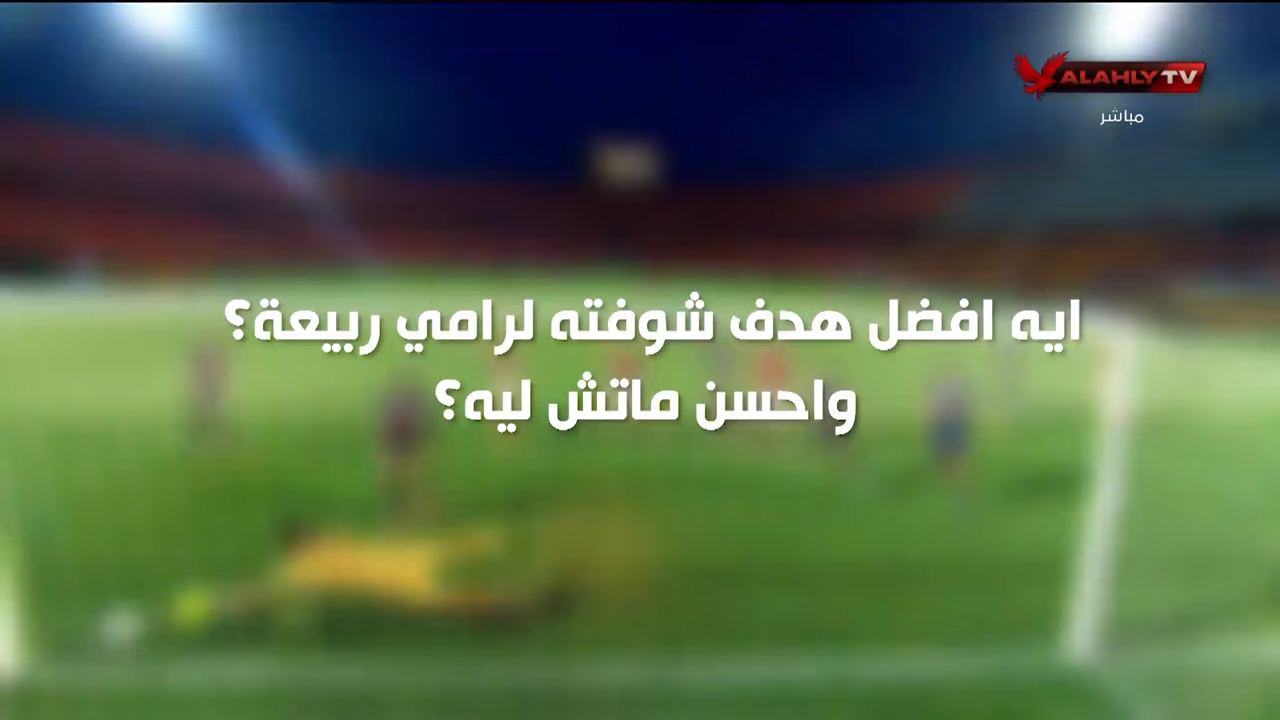 ALAHLY TV
مباشر
ايه افضل هدف شوفته لرامي ربيعة؟
واحسن ماتش ليه؟